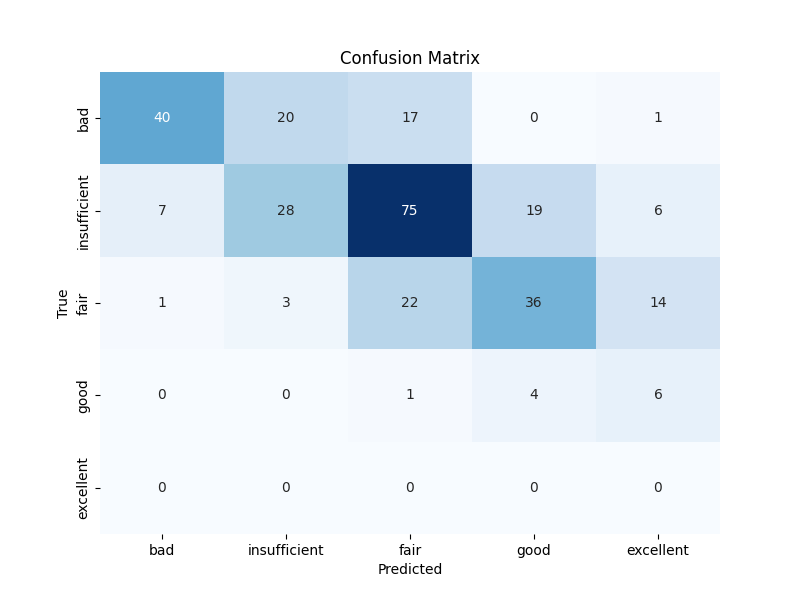 Confusion Matrix
True
bad 40 20 17 0 1
insufficient 7 28 75 19 6
fair 1 3 22 36 14
good 0 0 1 4 6
excellent 0 0 0 0 0
bad insufficient fair good excellent
Predicted